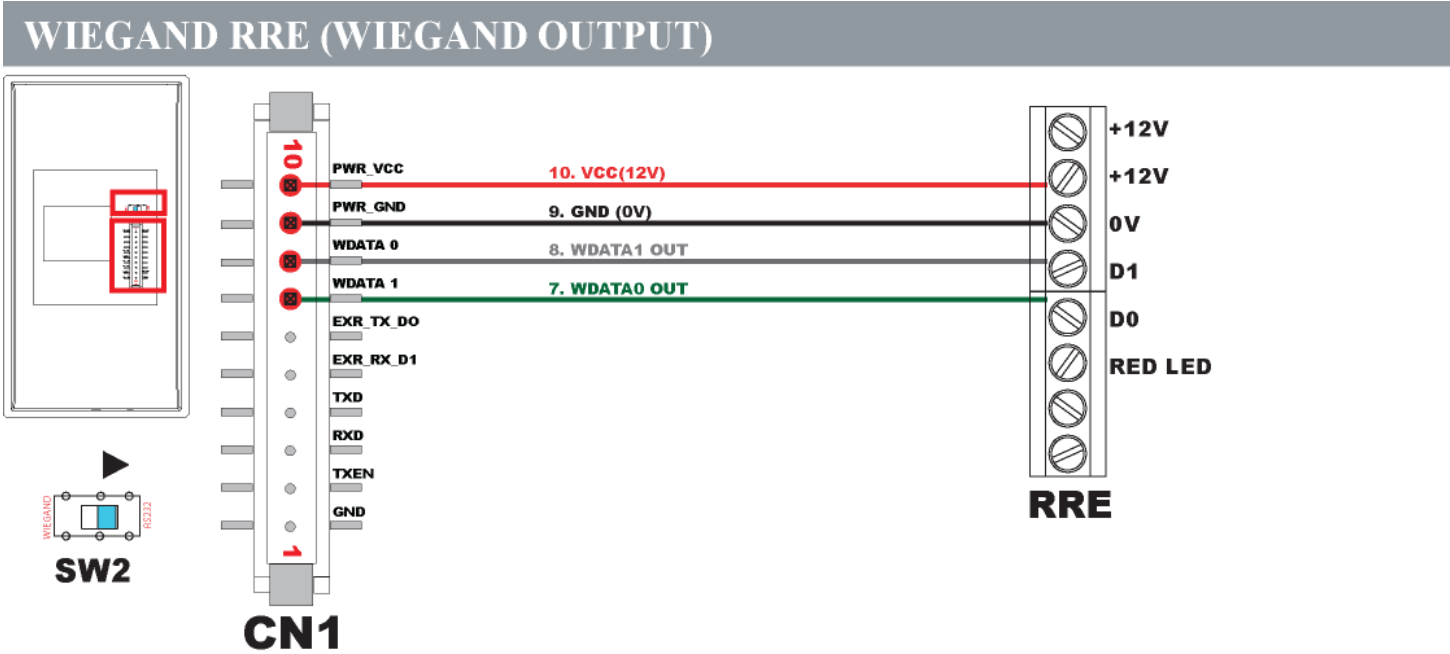 WIEGAND RRE (WIEGAND OUTPUT)
10
PWR_VCC
10. VCC(12V)
PWR_GND
9. GND (0V)
WDATA 0
8. WDATA1 OUT
WDATA 1
7. WDATA0 OUT
EXR_TX_DO
EXR_RX_D1
TXD
RXD
TXEN
GND
1
CN1
+12V
+12V
0V
D1
D0
RED LED
RRE
WIEGAND
RS232
SW2